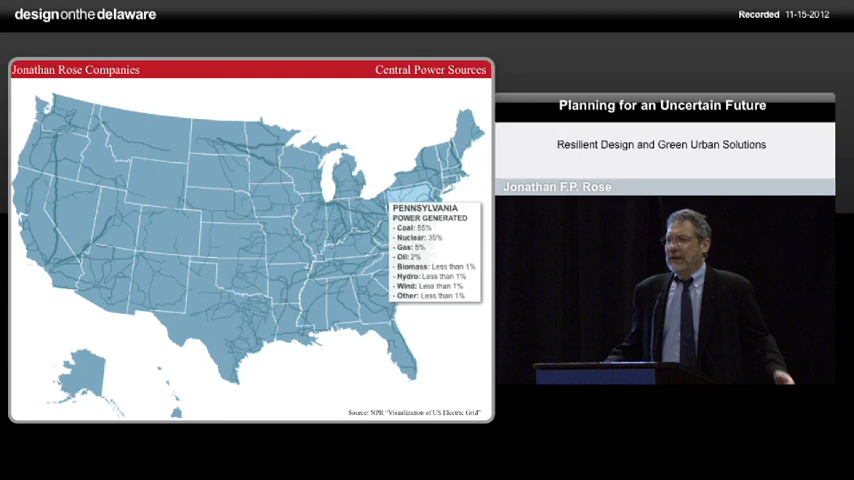 designonthedelaware
Recorded 11-15-2012
Jonathan Rose Companies
Central Power Sources
PENNSYLVANIA
POWER GENERATED
- Coal: 55%
- Nuclear: 35%
- Gas: 5%
- Oil: 2%
- Biomass: Less than 1%
- Hydro: Less than 1%
- Wind: Less than 1%
- Other: Less than 1%
Source: NPR "Visualization of US Electric Grid"
Planning for an Uncertain Future
Resilient Design and Green Urban Solutions
Jonathan F.P. Rose